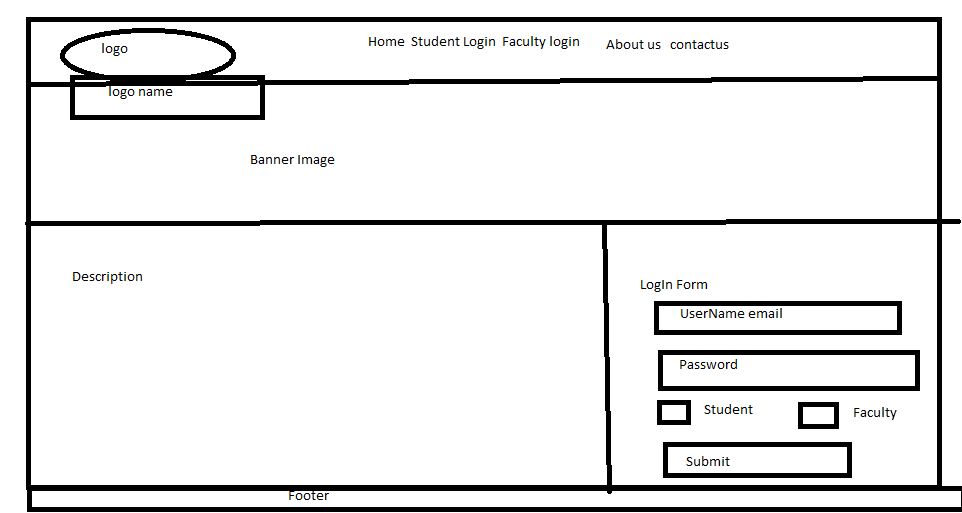 logo
Home Student Login Faculty login About us contactus
logo name
Banner Image
Description
LogIn Form
UserName email
Password
Student Faculty
Submit
Footer